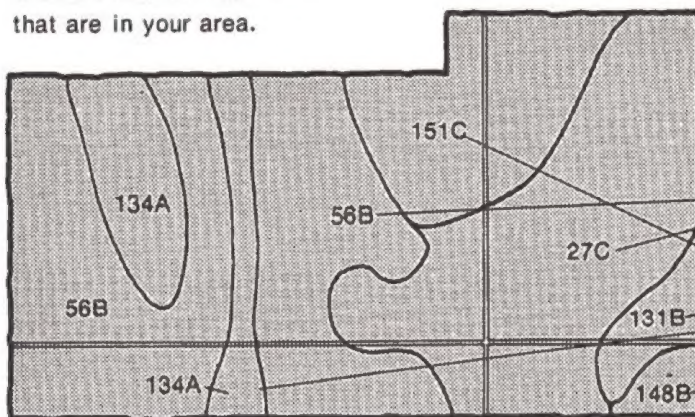 that are in your area.
151C
134A
56B
27C
56B
131B
134A
148B